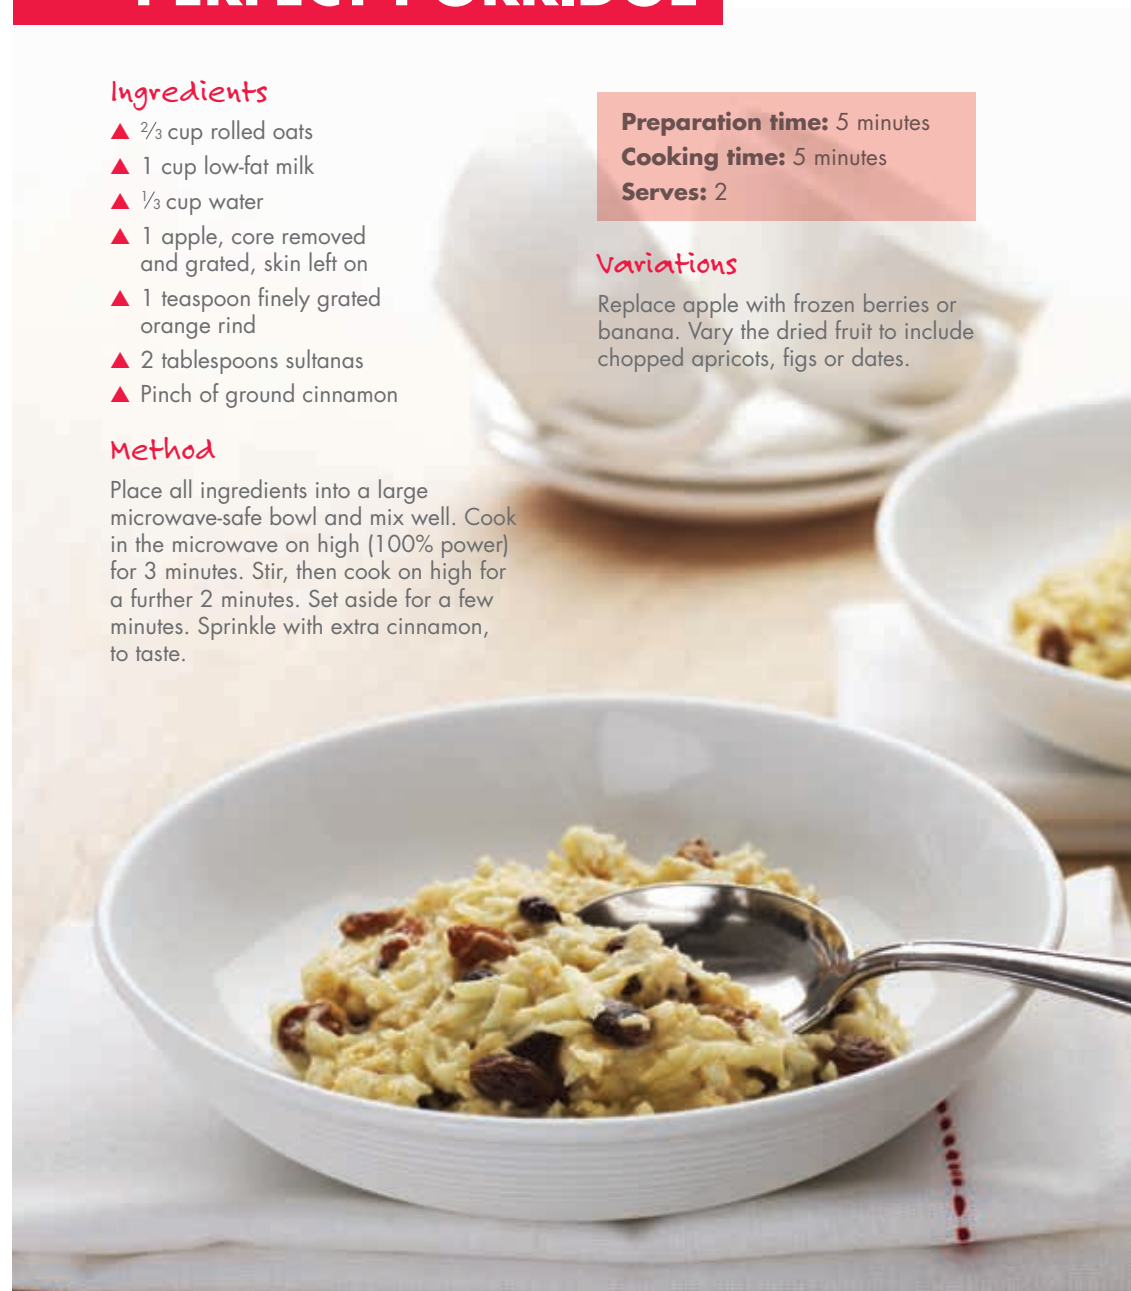 PERFECT PORRIDGE
Ingredients
▲ ⅔ cup rolled oats
▲ 1 cup low-fat milk
▲ ⅓ cup water
▲ 1 apple, core removed
and grated, skin left on
▲ 1 teaspoon finely grated
orange rind
▲ 2 tablespoons sultanas
▲ Pinch of ground cinnamon
Method
Place all ingredients into a large
microwave-safe bowl and mix well. Cook
in the microwave on high (100% power)
for 3 minutes. Stir, then cook on high for
a further 2 minutes. Set aside for a few
minutes. Sprinkle with extra cinnamon,
to taste.
Preparation time: 5 minutes
Cooking time: 5 minutes
Serves: 2
Variations
Replace apple with frozen berries or
banana. Vary the dried fruit to include
chopped apricots, figs or dates.